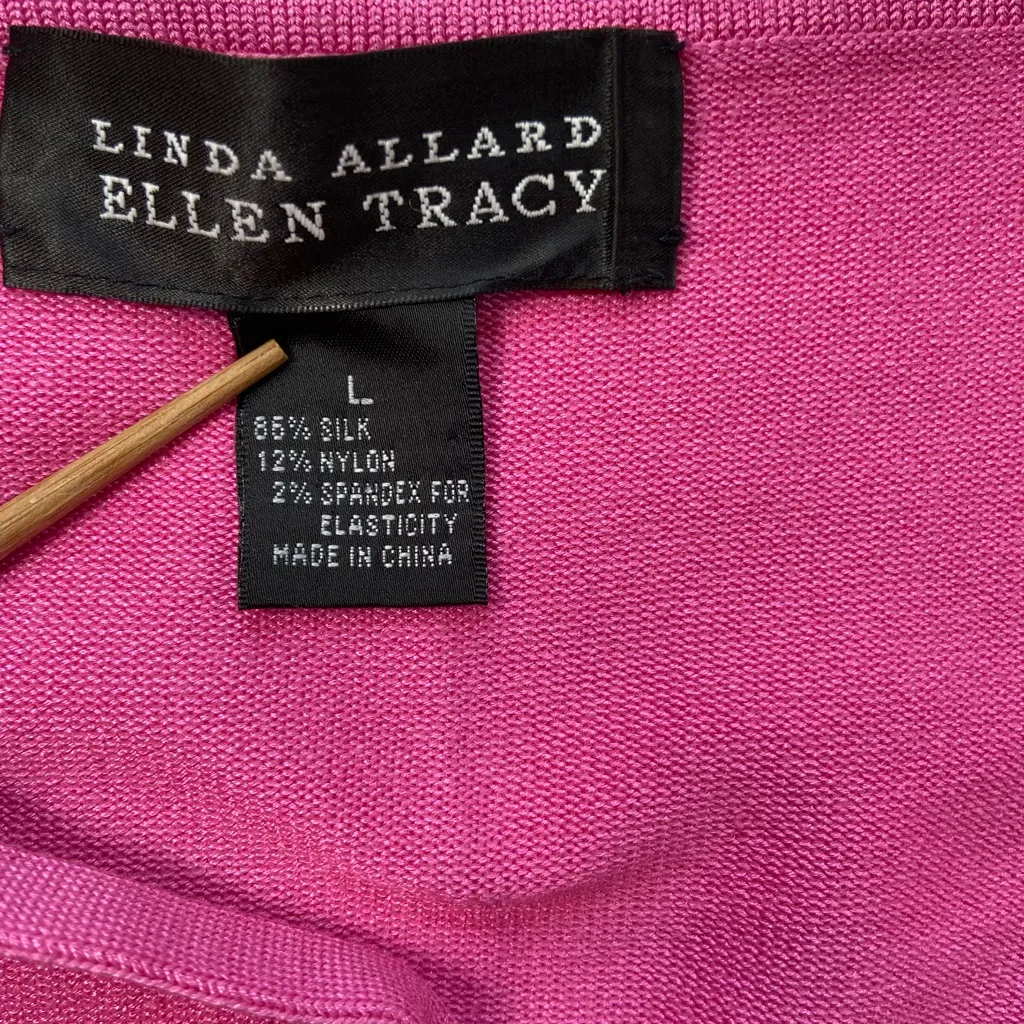 LINDA ALLARD
ELLEN TRACY
L
86% SILK
12% NYLON
2% SPANDEX FOR
ELASTICITY
MADE IN CHINA